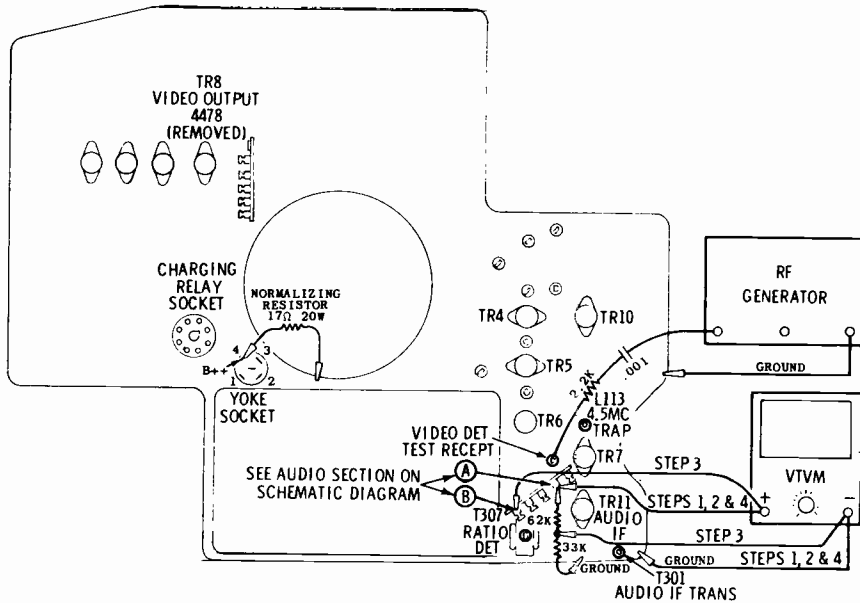 TR8
VIDEO OUTPUT
4478
(REMOVED)
CHARGING
RELAY
SOCKET
NORMALIZING
RESISTOR
17Ω 20W
B++
4
3
1
2
YOKE
SOCKET
TR4
TR10
C
C
TR5
C
TR6
RF
GENERATOR
.001
2.2K
GROUND
L113
4.5MC
TRAP
VIDEO DET
TEST RECEPT
TR7
STEP 3
VTVM
+
−
SEE AUDIO SECTION ON
SCHEMATIC DIAGRAM
A
B
STEPS 1, 2 & 4
T307
RATIO
DET
62K
TR11
AUDIO
IF
STEP 3
33K
GROUND
GROUND
STEPS 1, 2 & 4
T301
AUDIO IF TRANS